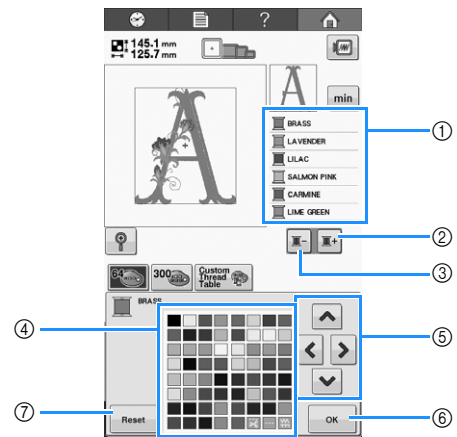 ?
145.1 mm
125.7 mm
min
① BRASS
LAVENDER
LILAC
SALMON PINK
CARMINE
LIME GREEN
②
③
- +
64 300 Custom
Thread
Table
BRASS
④
⑤
⑦ Reset OK ⑥